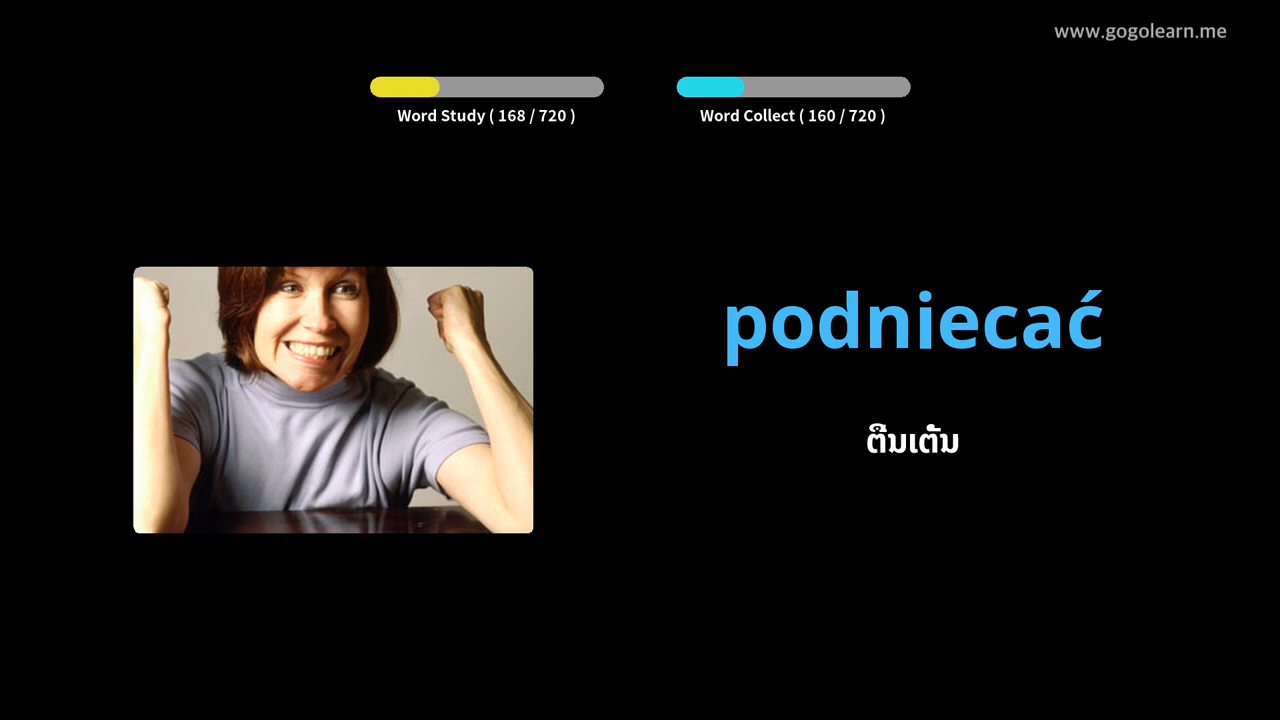 www.gogolearn.me
Word Study ( 168 / 720 )
Word Collect ( 160 / 720 )
podniecać
ຕື່ນເຕັ້ນ